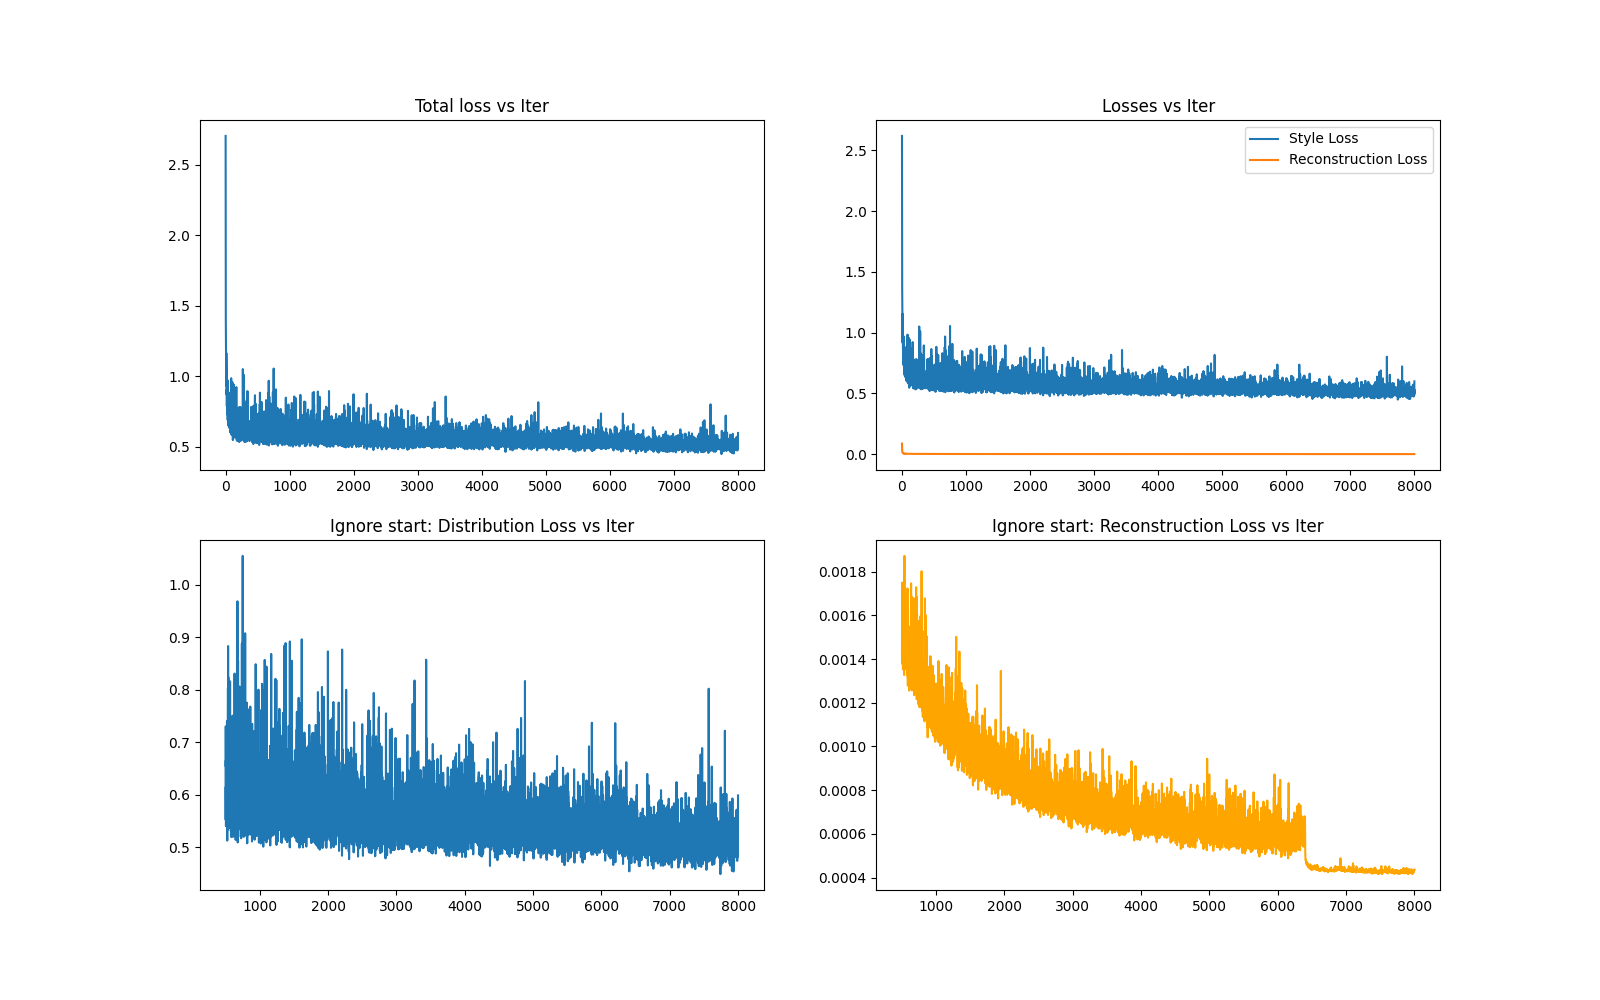 Total loss vs Iter
2.5
2.0
1.5
1.0
0.5
0 1000 2000 3000 4000 5000 6000 7000 8000
Losses vs Iter
Style Loss
Reconstruction Loss
2.5
2.0
1.5
1.0
0.5
0.0
0 1000 2000 3000 4000 5000 6000 7000 8000
Ignore start: Distribution Loss vs Iter
1.0
0.9
0.8
0.7
0.6
0.5
1000 2000 3000 4000 5000 6000 7000 8000
Ignore start: Reconstruction Loss vs Iter
0.0018
0.0016
0.0014
0.0012
0.0010
0.0008
0.0006
0.0004
1000 2000 3000 4000 5000 6000 7000 8000